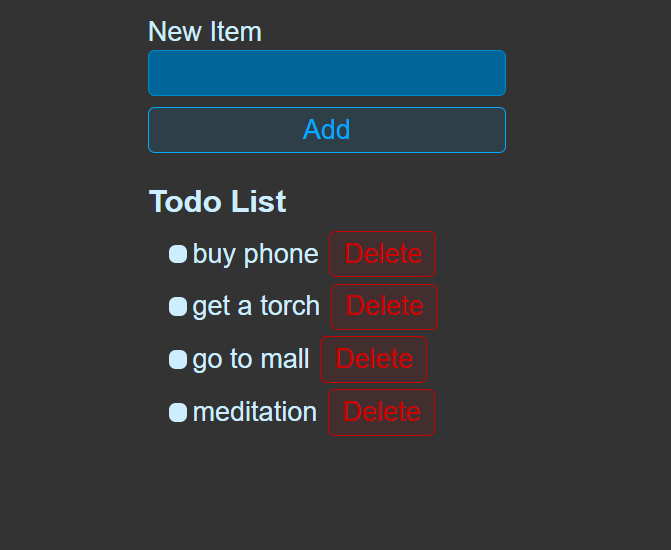 New Item
Add
Todo List
buy phone Delete
get a torch Delete
go to mall Delete
meditation Delete